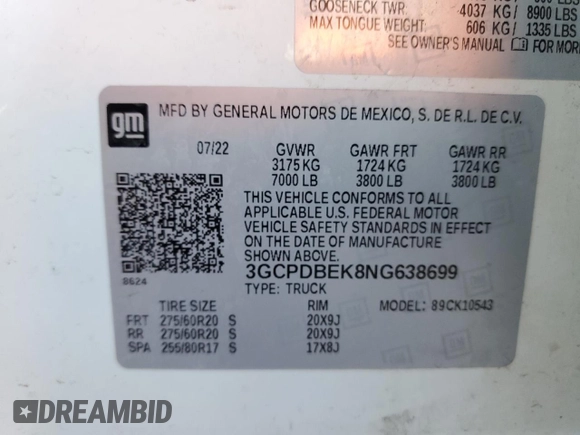 GOOSENECK TWR: 4037 KG/ 8900 LBS
MAX TONGUE WEIGHT: 606 KG/ 1335 LBS
SEE OWNER'S MANUAL FOR MORE
gm
MFD BY GENERAL MOTORS DE MEXICO, S. DE R.L. DE C.V.
07/22 GVWR GAWR FRT GAWR RR
3175 KG 1724 KG 1724 KG
7000 LB 3800 LB 3800 LB
THIS VEHICLE CONFORMS TO ALL
APPLICABLE U.S. FEDERAL MOTOR
VEHICLE SAFETY STANDARDS IN EFFECT
ON THE DATE OF MANUFACTURE
SHOWN ABOVE.
8624
3GCPDBEK8NG638699
TYPE: TRUCK MODEL: 89CK10543
TIRE SIZE RIM
FRT 275/60R20 S 20X9J
RR 275/60R20 S 20X9J
SPA 255/80R17 S 17X8J
DREAMBID